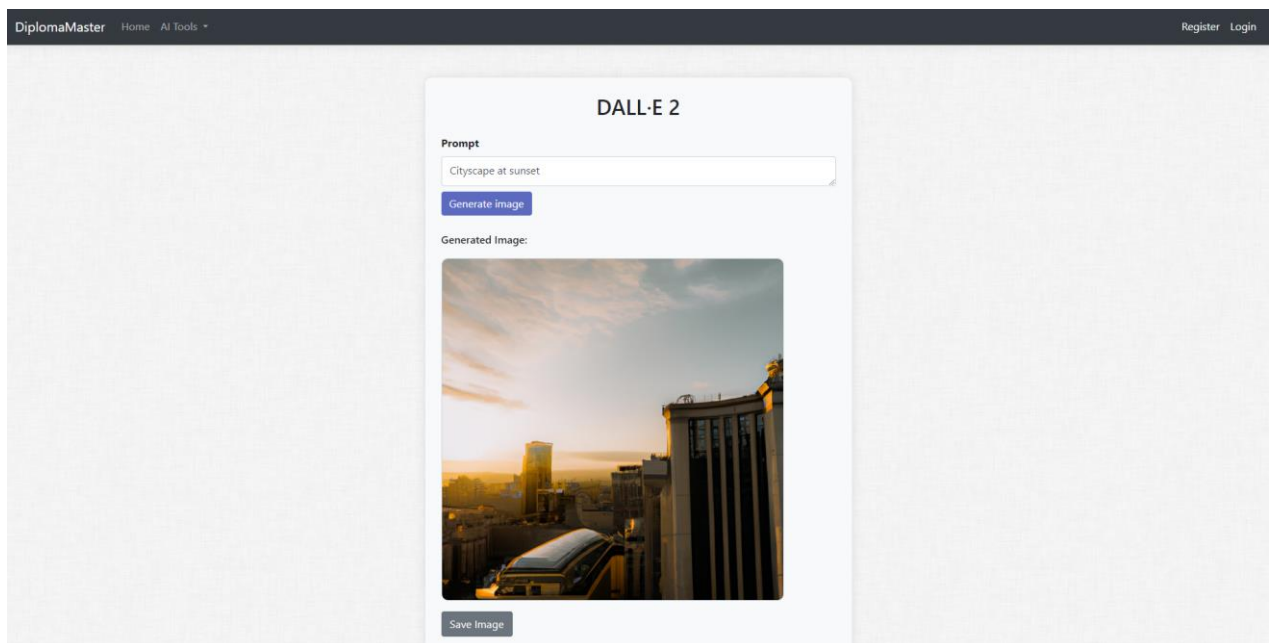 DiplomaMaster Home AI Tools Register Login
DALL·E 2
Prompt
Cityscape at sunset
Generate image
Generated Image:
Save Image